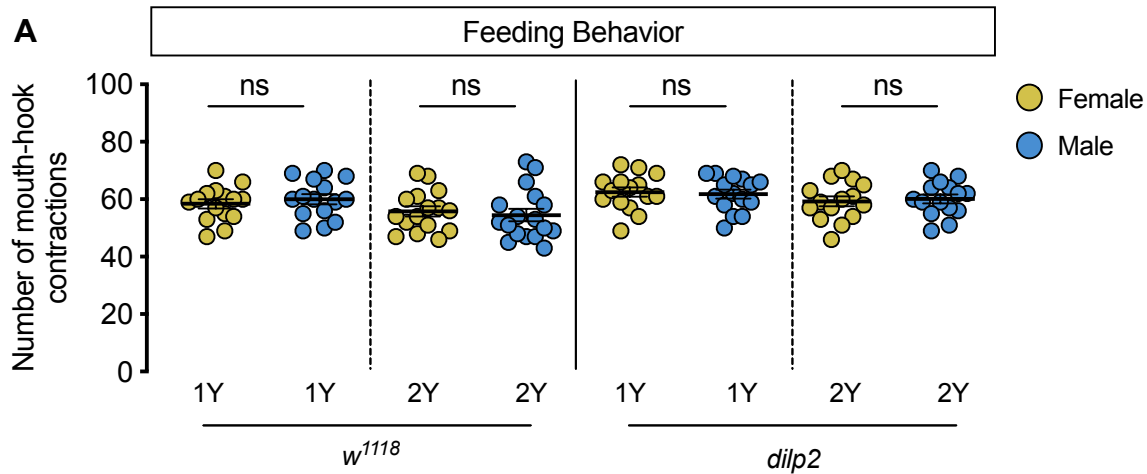 A
Feeding Behavior
Number of mouth-hook
contractions
100
80
60
40
20
0
ns
ns
ns
ns
Female
Male
1Y
1Y
2Y
2Y
1Y
1Y
2Y
2Y
w1118
dilp2